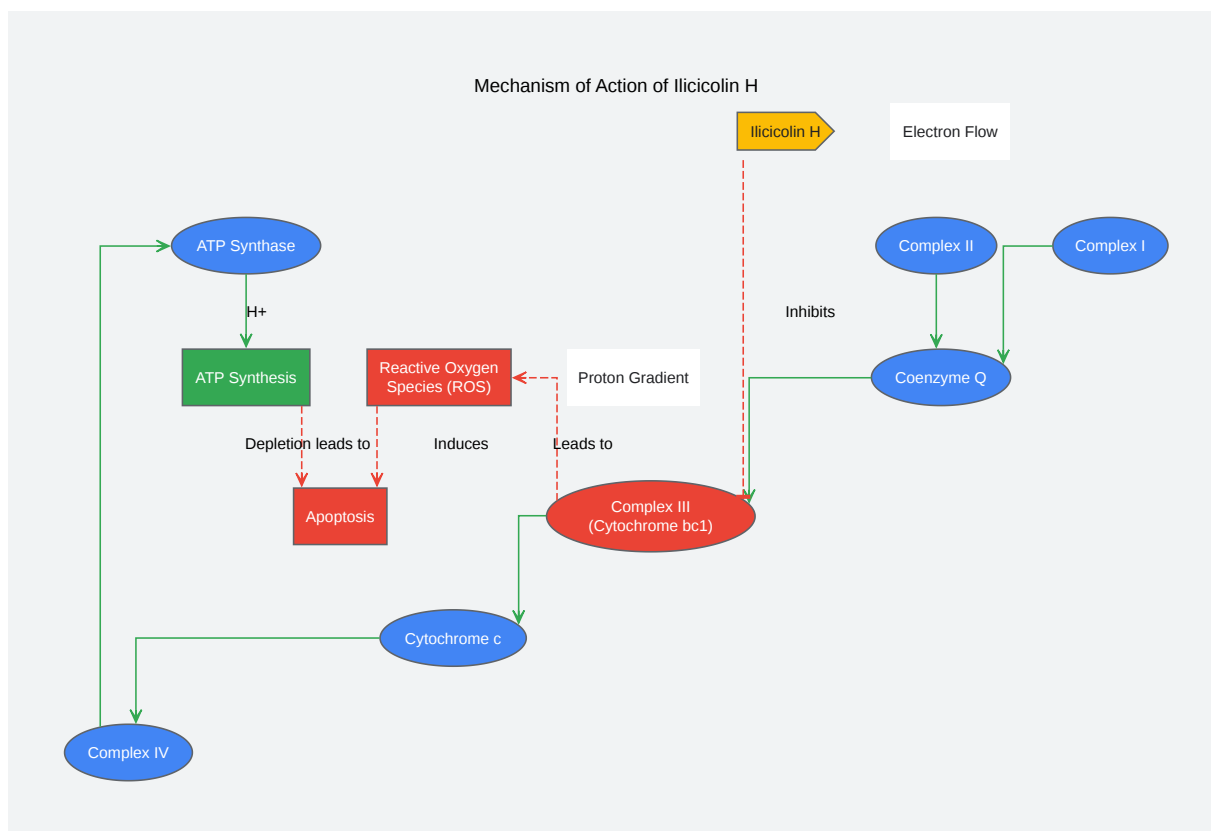 Mechanism of Action of Ilicicolin H
Ilicicolin H
Electron Flow
ATP Synthase
Complex II
Complex I
H+
Inhibits
ATP Synthesis
Reactive Oxygen
Species (ROS)
Proton Gradient
Coenzyme Q
Depletion leads to
Induces
Leads to
Apoptosis
Complex III
(Cytochrome bc1)
Cytochrome c
Complex IV